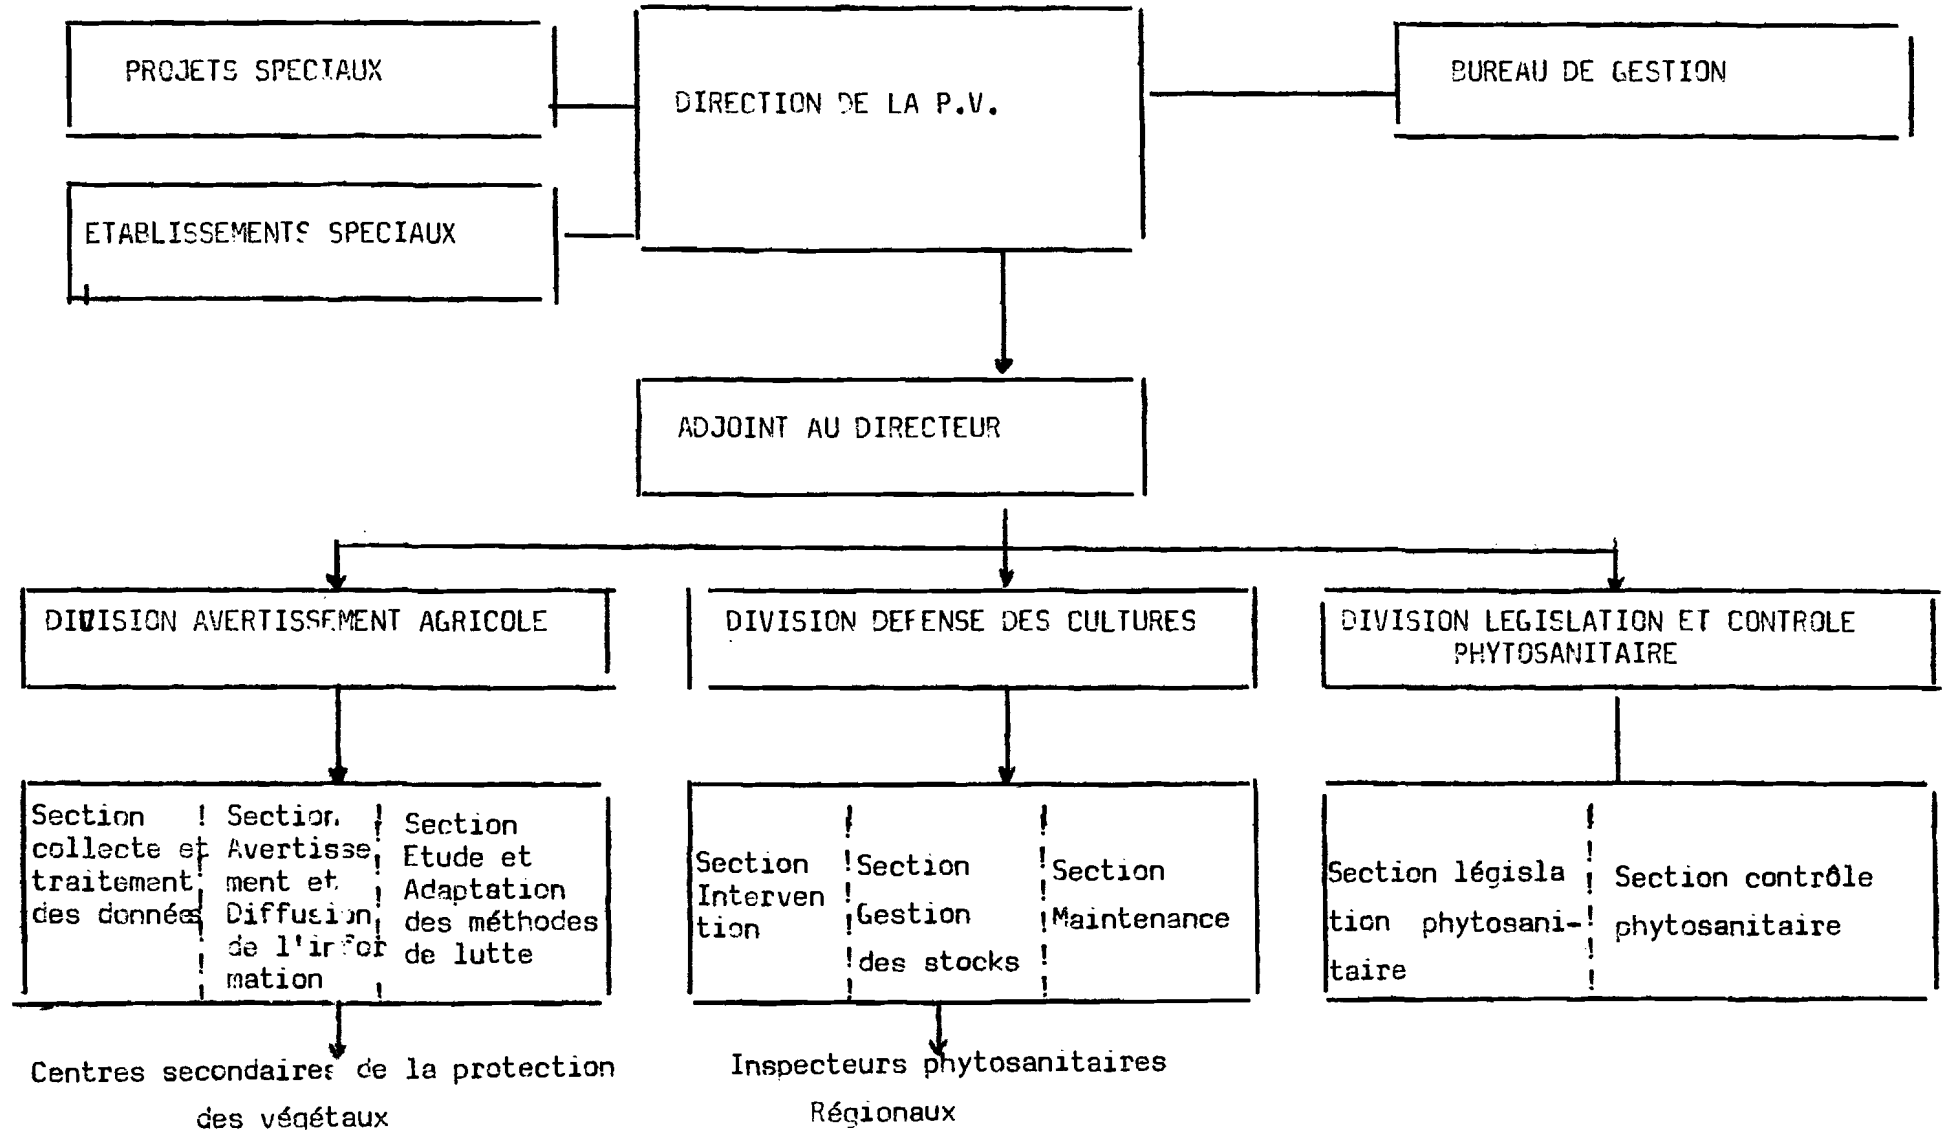 PROJETS SPECIAUX
DIRECTION DE LA P.V.
BUREAU DE GESTION
ETABLISSEMENTS SPECIAUX
ADJOINT AU DIRECTEUR
DIVISION AVERTISSEMENT AGRICOLE
DIVISION DEFENSE DES CULTURES
DIVISION LEGISLATION ET CONTROLE
PHYTOSANITAIRE
Section
collecte et
traitement
des données
Section
Avertisse
ment et
Diffusion
de l'infor
mation
Section
Etude et
Adaptation
des méthodes
de lutte
Section
Interven
tion
Section
Gestion
des stocks
Section
Maintenance
Section législa
tion phytosani-
taire
Section contrôle
phytosanitaire
Centres secondaires de la protection
des végétaux
Inspecteurs phytosanitaires
Régionaux